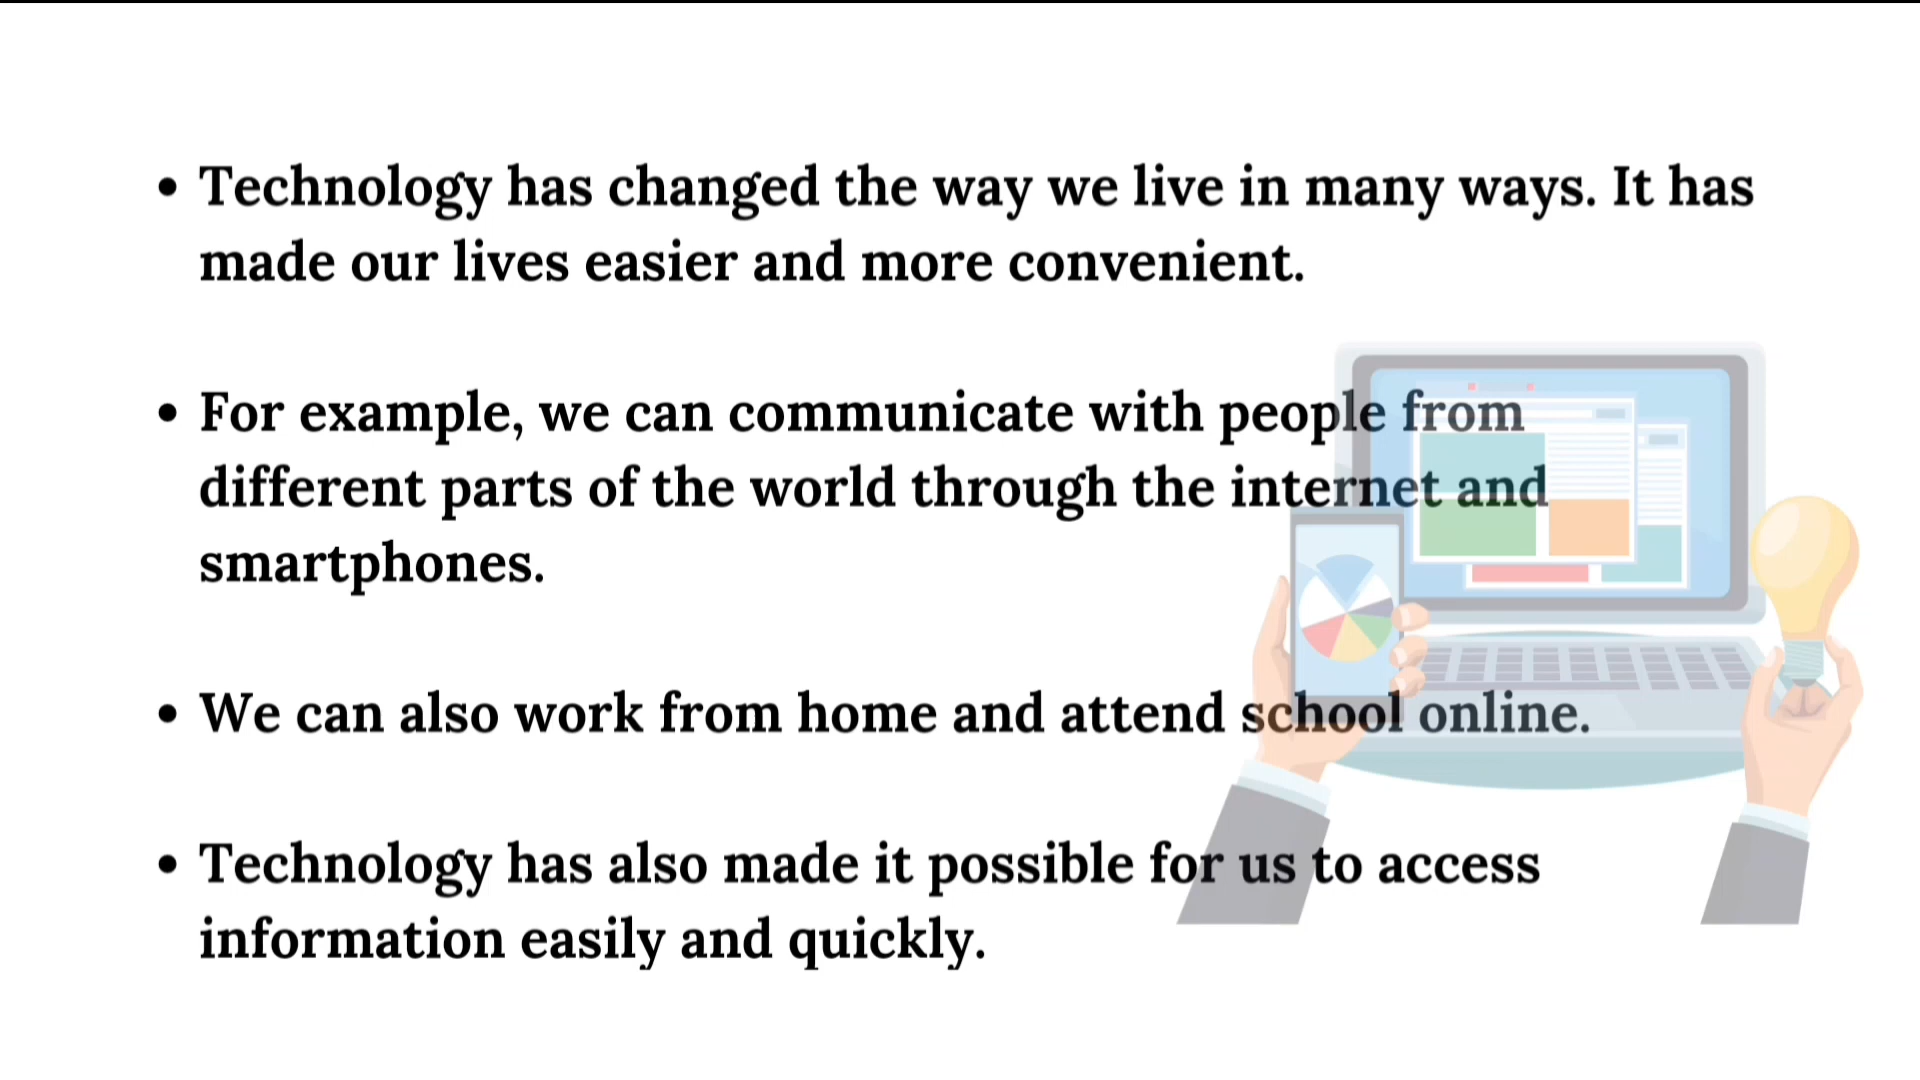 • Technology has changed the way we live in many ways. It has
made our lives easier and more convenient.
• For example, we can communicate with people from
different parts of the world through the internet and
smartphones.
• We can also work from home and attend school online.
• Technology has also made it possible for us to access
information easily and quickly.